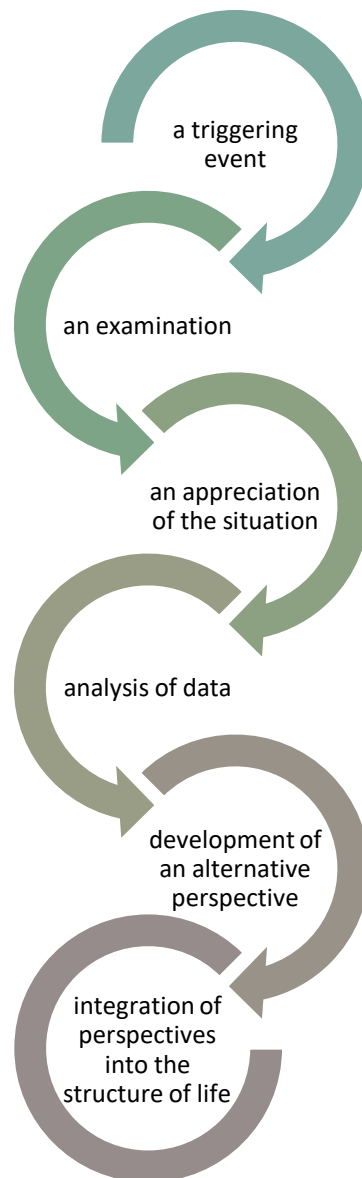 a triggering
event
an examination
an appreciation
of the situation
analysis of data
development of
an alternative
perspective
integration of
perspectives
into the
structure of life